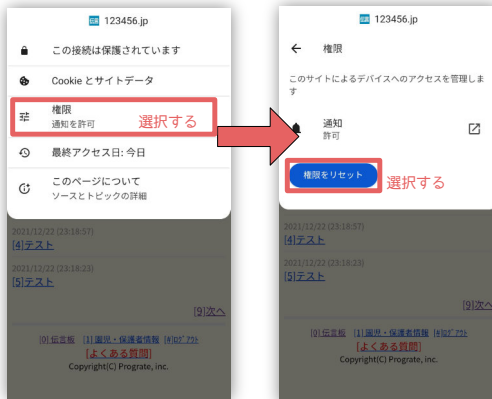 伝言 123456.jp
この接続は保護されています
Cookie とサイトデータ
権限
通知を許可
選択する
最終アクセス日: 今日
このページについて
ソースとトピックの詳細
2021/12/22 (23:18:57)
[4]テスト
2021/12/22 (23:18:23)
[5]テスト
[9]次へ
[0]伝言板 [1]園児・保護者情報 [#]ﾛｸﾞｱｳﾄ
[よくある質問]
Copyright(C) Prograte, inc.
伝言 123456.jp
権限
このサイトによるデバイスへのアクセスを管理しま
す
通知
許可
権限をリセット
選択する
2021/12/22 (23:18:57)
[4]テスト
2021/12/22 (23:18:23)
[5]テスト
[9]次へ
[0]伝言板 [1]園児・保護者情報 [#]ﾛｸﾞｱｳﾄ
[よくある質問]
Copyright(C) Prograte, inc.